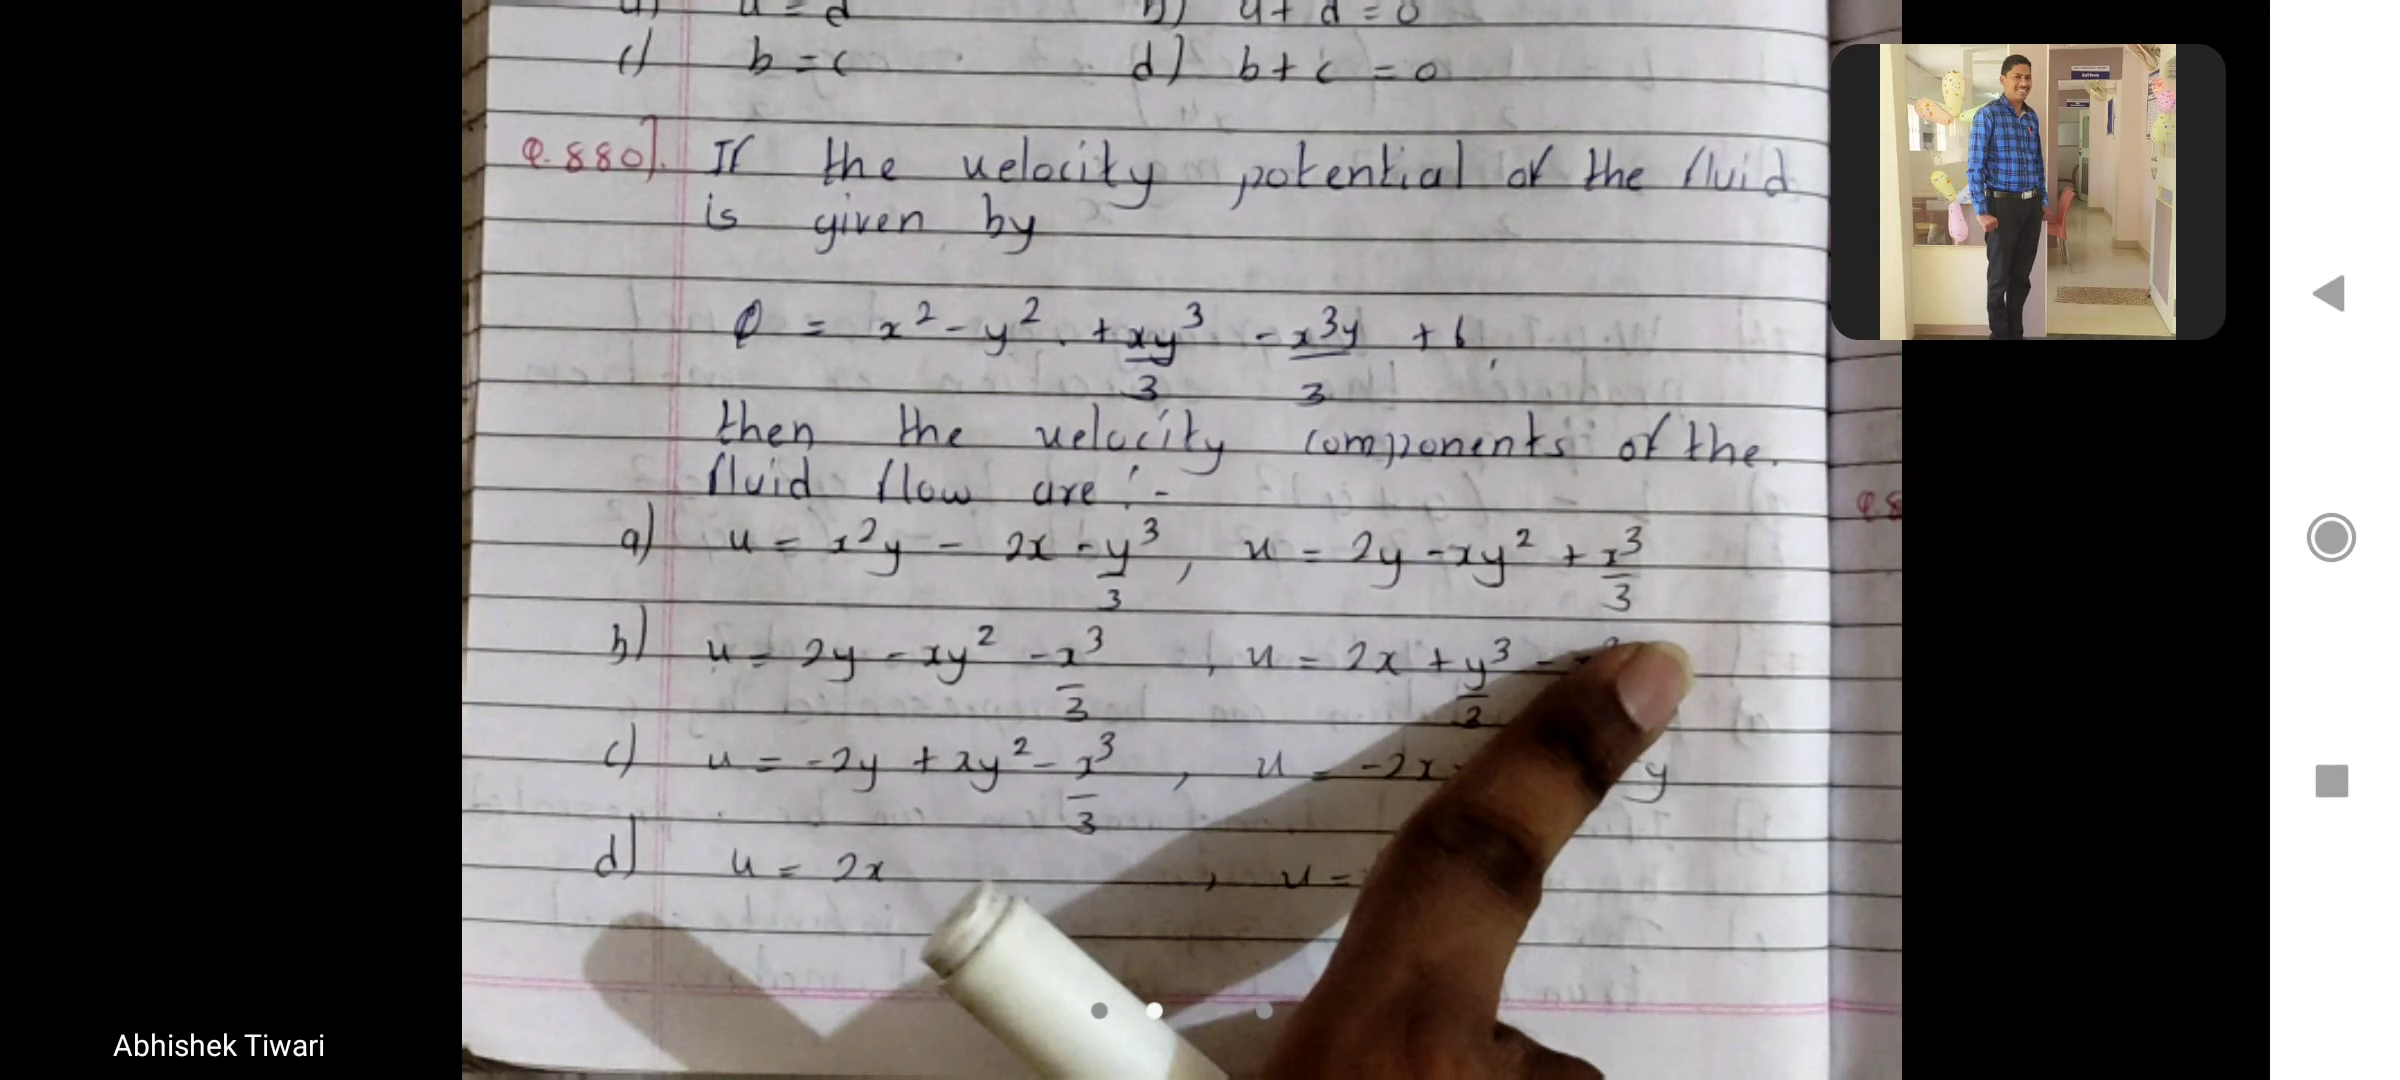 a) u = d b) a + d = 0
c) b = c d) b + c = 0
Q.880]. If the velocity potential of the fluid
is given by
φ = x² - y² + xy³/3 - x³y/3 + 6,
then the velocity components of the
fluid flow are :-
a) u = x²y - 2x - y³/3, u = 2y - xy² + x³/3
b) u = 2y - xy² - x³/3, u = 2x + y³/3 -
c) u = -2y + xy² - x³/3, u = -2x y
d) u = 2x , u =
Abhishek Tiwari